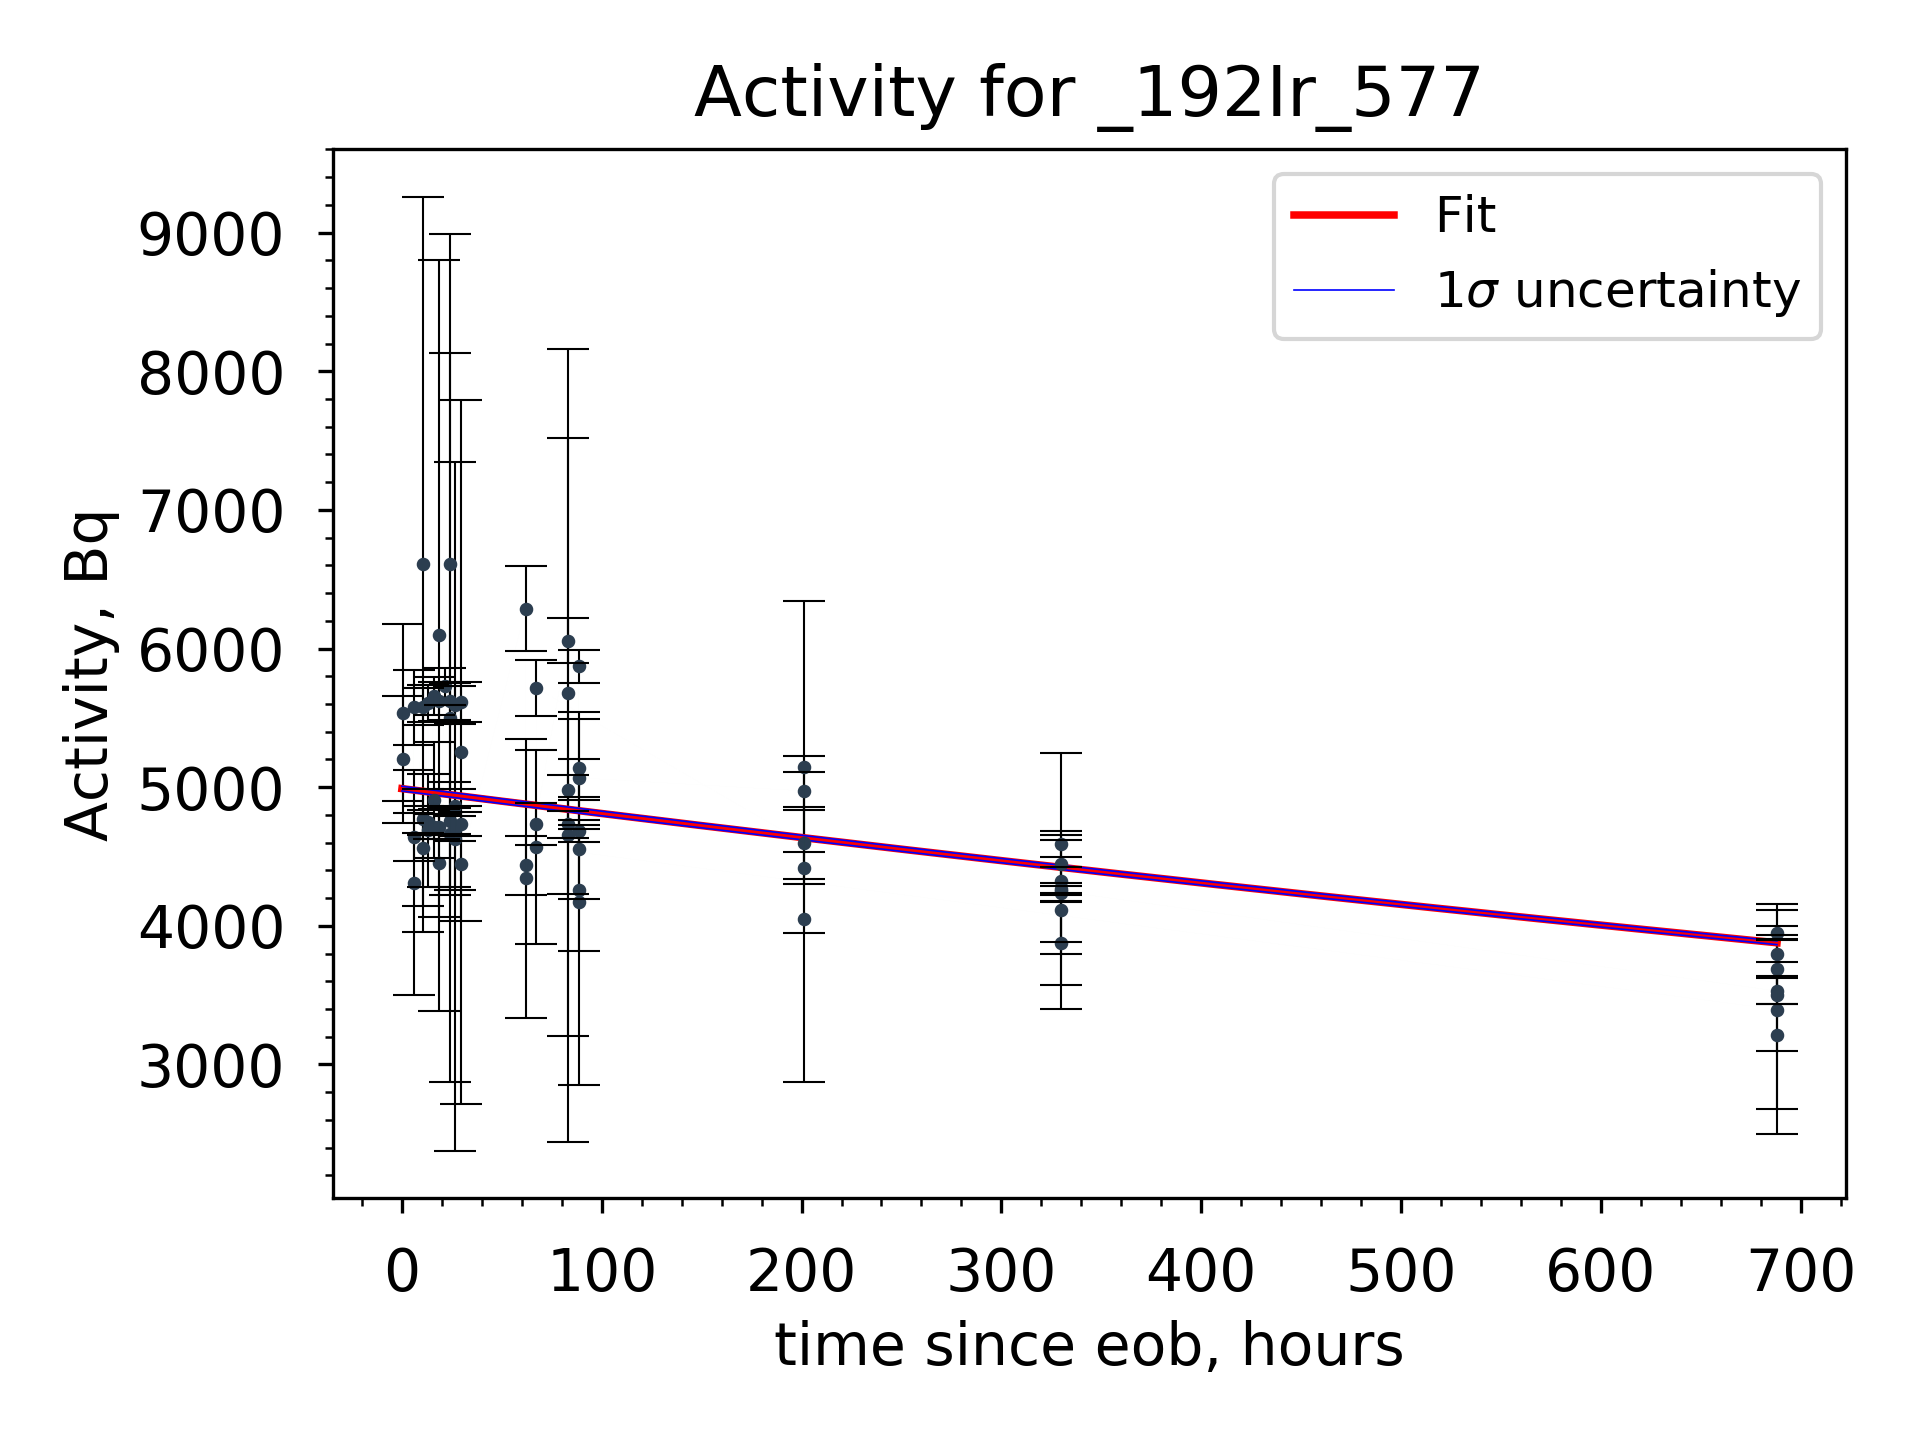 Activity for _192Ir_577
Fit
1σ uncertainty
9000
8000
7000
6000
5000
4000
3000
Activity, Bq
0 100 200 300 400 500 600 700
time since eob, hours